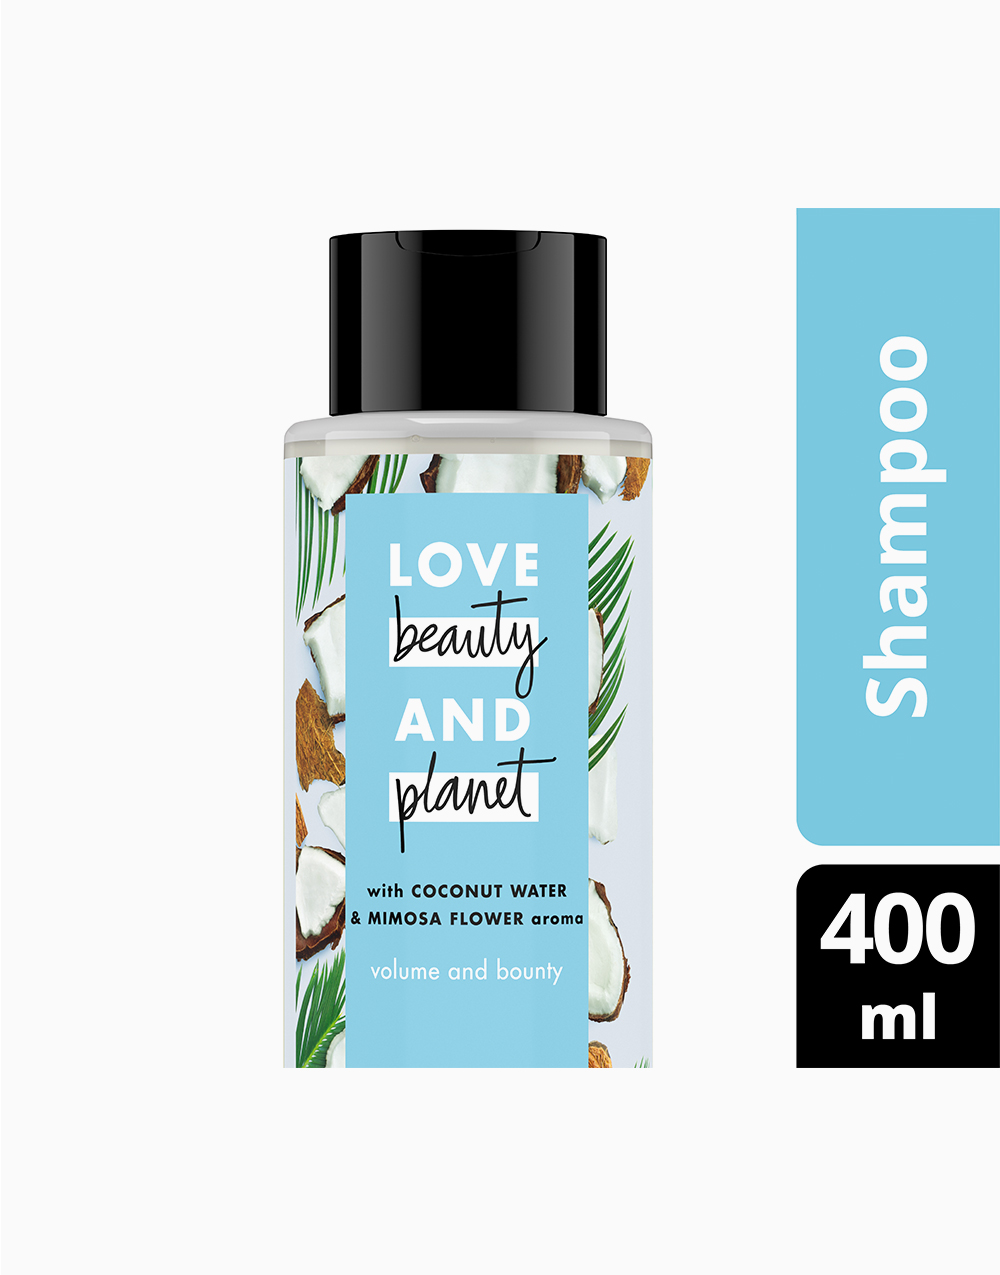 LOVE
beauty
AND
planet
with COCONUT WATER
& MIMOSA FLOWER aroma
volume and bounty
Shampoo
400
ml